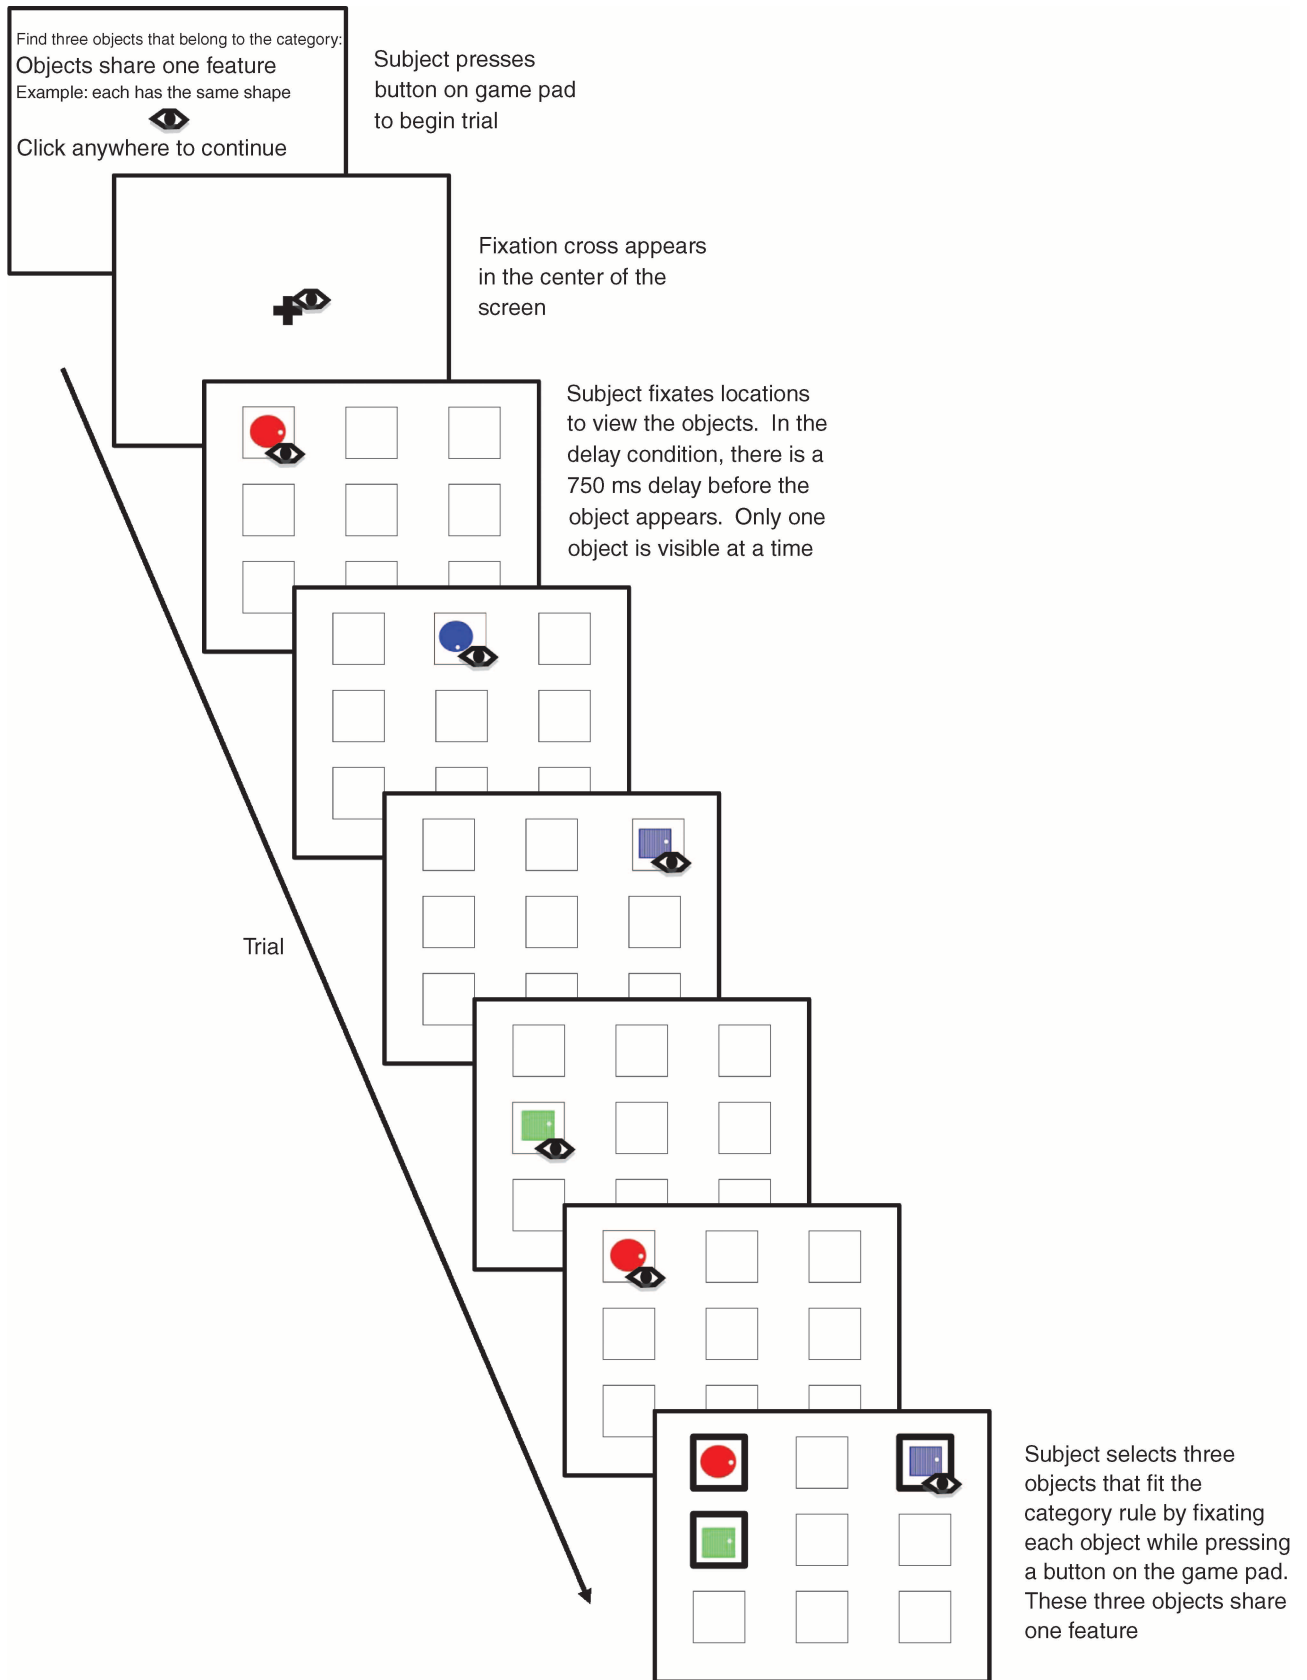 Find three objects that belong to the category:
Objects share one feature
Example: each has the same shape
Click anywhere to continue
Subject presses
button on game pad
to begin trial
Fixation cross appears
in the center of the
screen
Subject fixates locations
to view the objects.  In the
delay condition, there is a
750 ms delay before the
object appears.  Only one
object is visible at a time
Trial
Subject selects three
objects that fit the
category rule by fixating
each object while pressing
a button on the game pad.
These three objects share
one feature